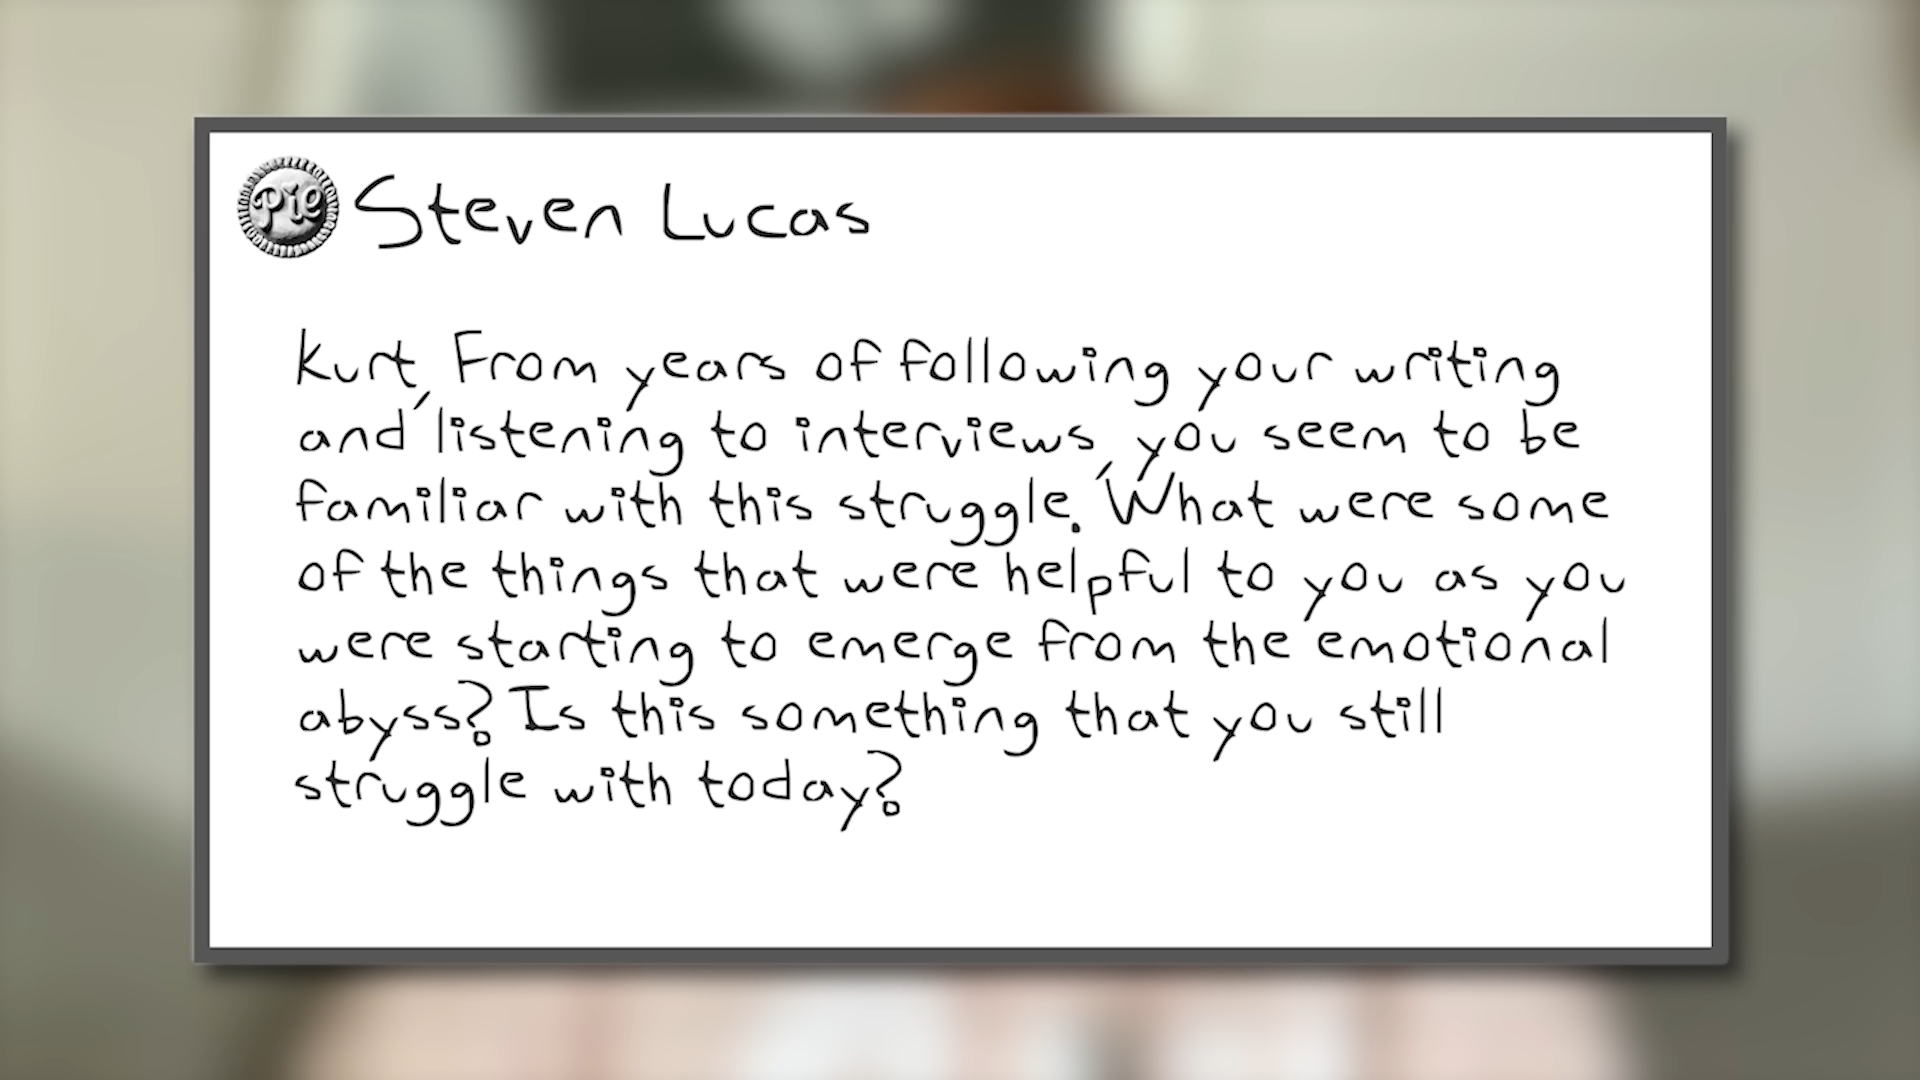 Pie
Steven Lucas
Kurt, From years of following your writing
and listening to interviews, you seem to be
familiar with this struggle. What were some
of the things that were helpful to you as you
were starting to emerge from the emotional
abyss? Is this something that you still
struggle with today?